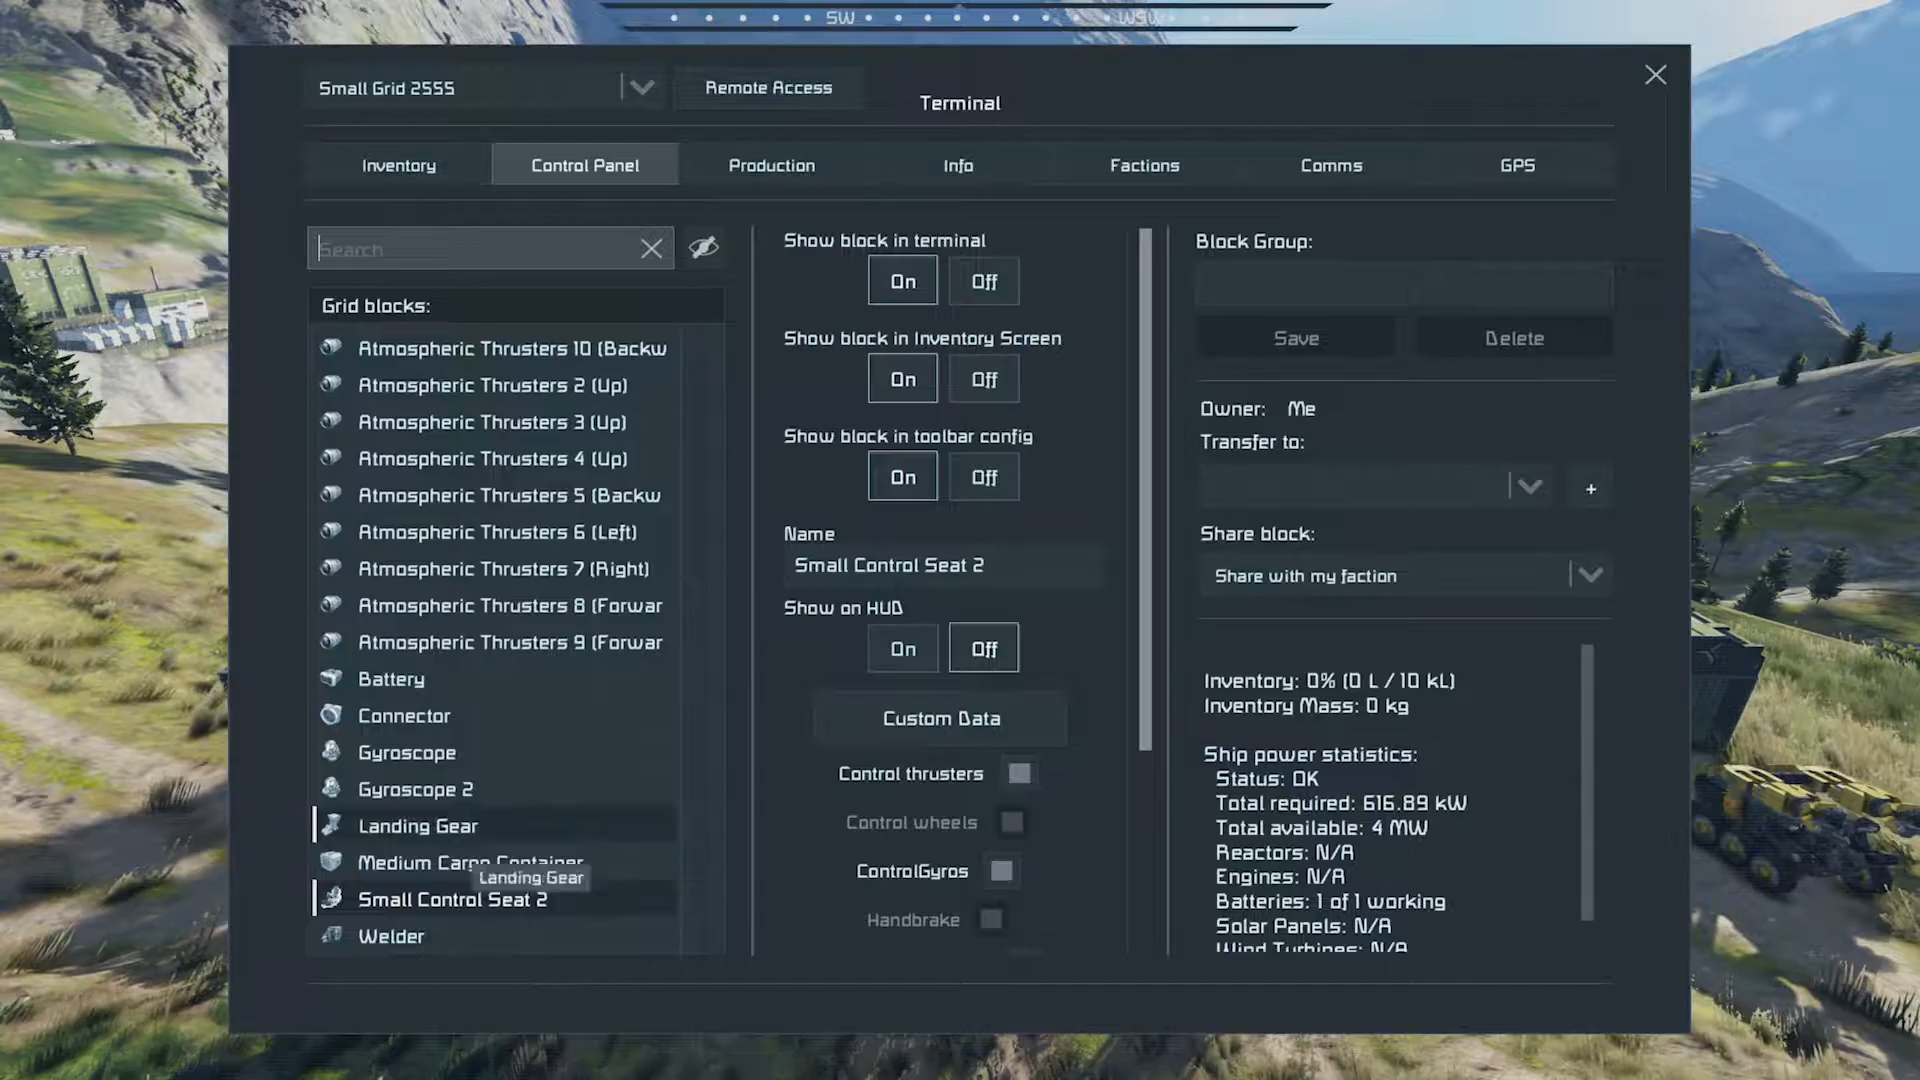 SW
WSW
Small Grid 2555
Remote Access
Terminal
Inventory
Control Panel
Production
Info
Factions
Comms
GPS
Search
Grid blocks:
Atmospheric Thrusters 10 (Backw
Atmospheric Thrusters 2 (Up)
Atmospheric Thrusters 3 (Up)
Atmospheric Thrusters 4 (Up)
Atmospheric Thrusters 5 (Backw
Atmospheric Thrusters 6 (Left)
Atmospheric Thrusters 7 (Right)
Atmospheric Thrusters 8 (Forwar
Atmospheric Thrusters 9 (Forwar
Battery
Connector
Gyroscope
Gyroscope 2
Landing Gear
Medium Cargo Container
Landing Gear
Small Control Seat 2
Welder
Show block in terminal
On
Off
Show block in Inventory Screen
On
Off
Show block in toolbar config
On
Off
Name
Small Control Seat 2
Show on HUD
On
Off
Custom Data
Control thrusters
Control wheels
ControlGyros
Handbrake
Block Group:
Save
Delete
Owner: Me
Transfer to:
+
Share block:
Share with my faction
Inventory: 0% (0 L / 10 kL)
Inventory Mass: 0 kg
Ship power statistics:
Status: OK
Total required: 616.89 kW
Total available: 4 MW
Reactors: N/A
Engines: N/A
Batteries: 1 of 1 working
Solar Panels: N/A
Wind Turbines: N/A